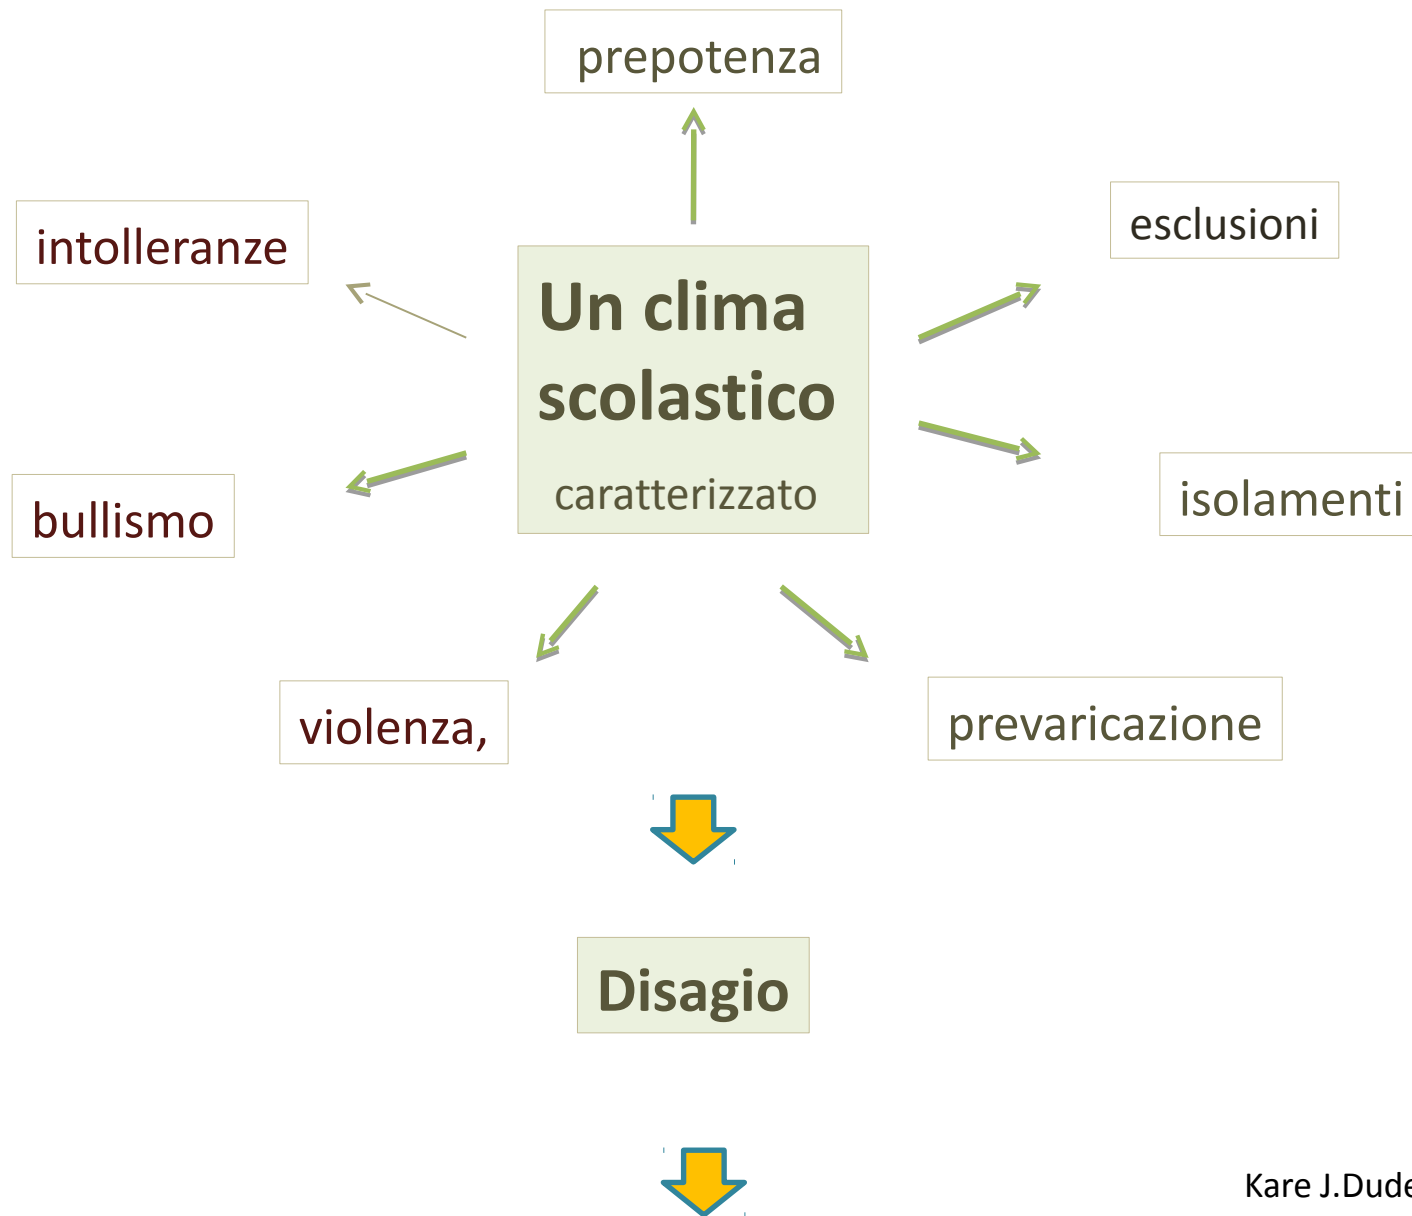 prepotenza
esclusioni
intolleranze
Un clima
scolastico
caratterizzato
isolamenti
bullismo
violenza,
prevaricazione
Disagio
Kare J.Dude